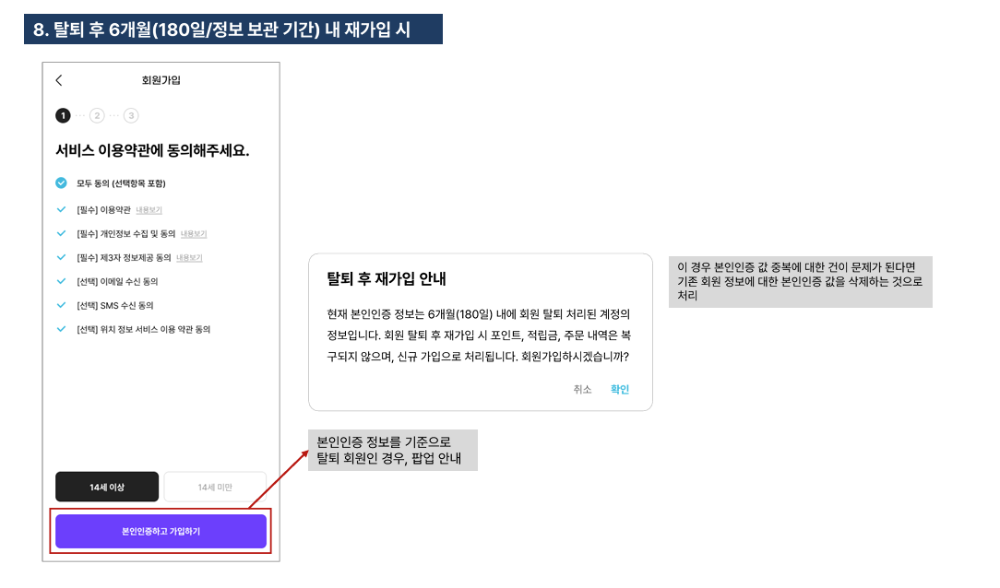 8. 탈퇴 후 6개월(180일/정보 보관 기간) 내 재가입 시
회원가입
1 ··· 2 ··· 3
서비스 이용약관에 동의해주세요.
모두 동의 (선택항목 포함)
[필수] 이용약관 내용보기
[필수] 개인정보 수집 및 동의 내용보기
[필수] 제3자 정보제공 동의 내용보기
[선택] 이메일 수신 동의
[선택] SMS 수신 동의
[선택] 위치 정보 서비스 이용 약관 동의
14세 이상
14세 미만
본인인증하고 가입하기
탈퇴 후 재가입 안내
현재 본인인증 정보는 6개월(180일) 내에 회원 탈퇴 처리된 계정의
정보입니다. 회원 탈퇴 후 재가입 시 포인트, 적립금, 주문 내역은 복
구되지 않으며, 신규 가입으로 처리됩니다. 회원가입하시겠습니까?
취소
확인
본인인증 정보를 기준으로
탈퇴 회원인 경우, 팝업 안내
이 경우 본인인증 값 중복에 대한 건이 문제가 된다면
기존 회원 정보에 대한 본인인증 값을 삭제하는 것으로
처리